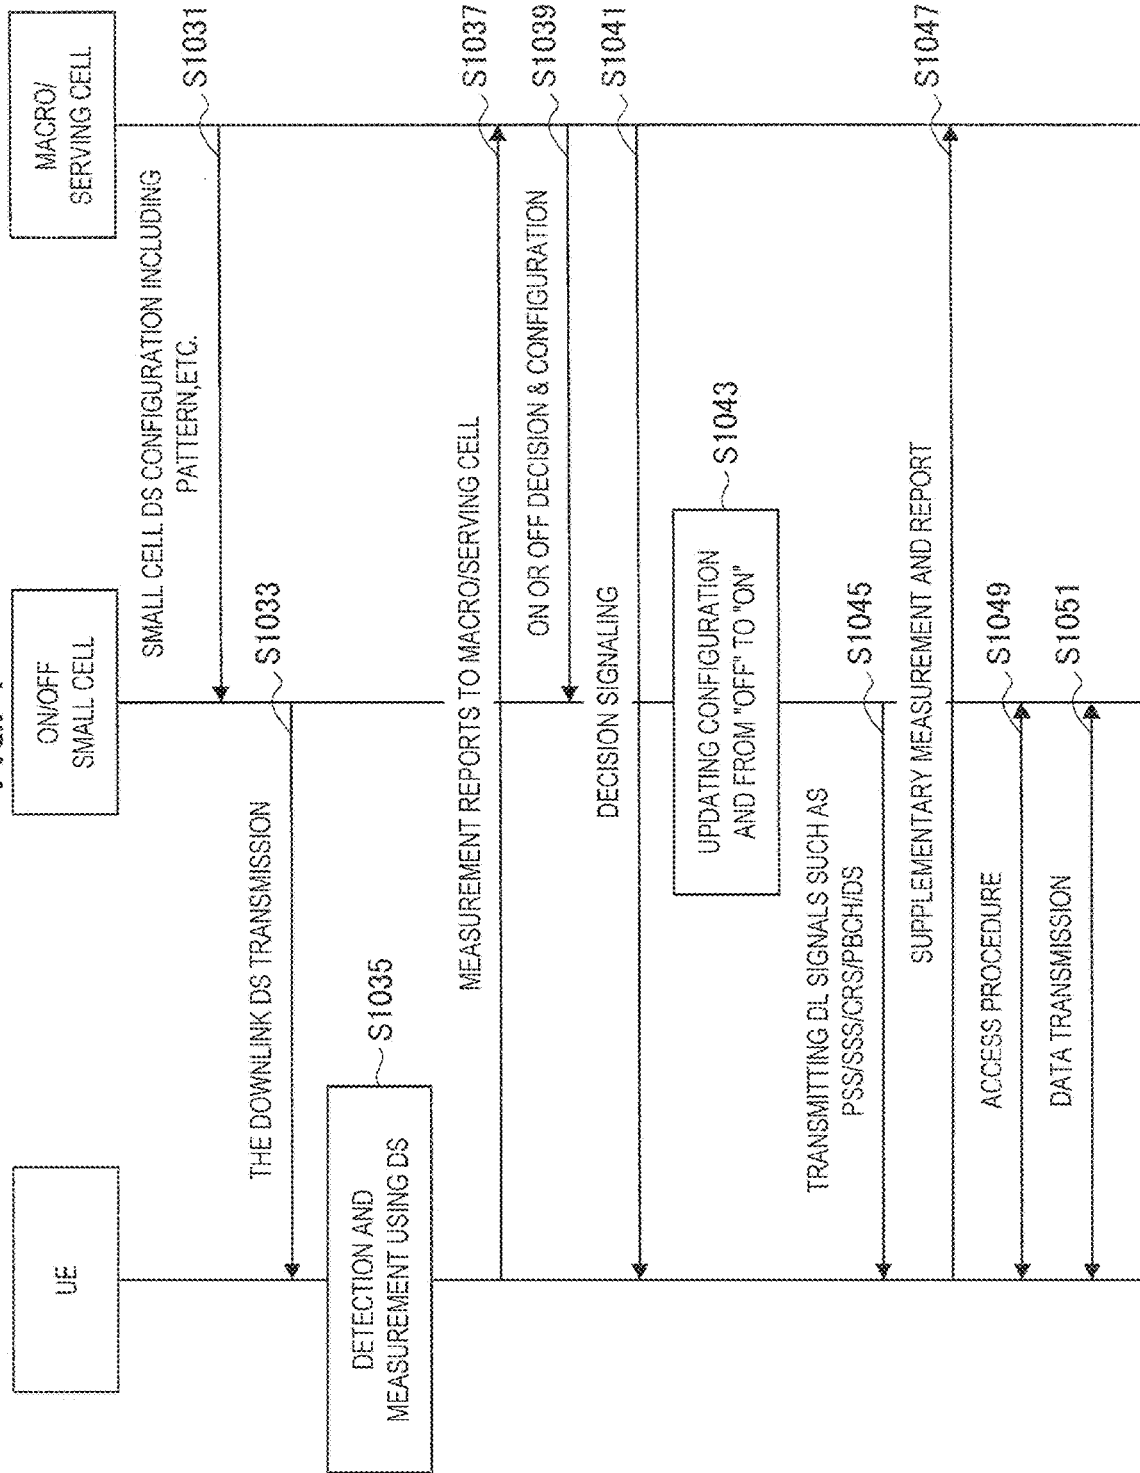 UE
ON/OFF
SMALL CELL
MACRO/
SERVING CELL
SMALL CELL DS CONFIGURATION INCLUDING
PATTERN,ETC.
S1031
THE DOWNLINK DS TRANSMISSION
S1033
DETECTION AND
MEASUREMENT USING DS
S1035
MEASUREMENT REPORTS TO MACRO/SERVING CELL
S1037
ON OR OFF DECISION & CONFIGURATION
S1039
DECISION SIGNALING
S1041
UPDATING CONFIGURATION
AND FROM "OFF" TO "ON"
S1043
TRANSMITTING DL SIGNALS SUCH AS
PSS/SSS/CRS/PBCH/DS
S1045
SUPPLEMENTARY MEASUREMENT AND REPORT
S1047
ACCESS PROCEDURE
S1049
DATA TRANSMISSION
S1051